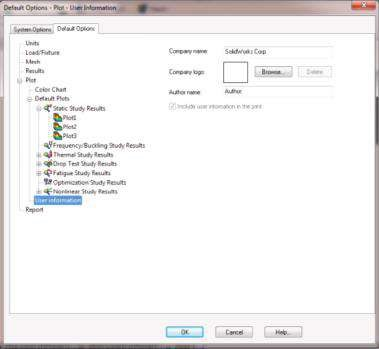 Default Options - Plot - User Information
System Options Default Options
Units
Load/Fixture
Mesh
Results
Plot
Color Chart
Default Plots
Static Study Results
Plot1
Plot2
Plot3
Frequency/Buckling Study Results
Thermal Study Results
Drop Test Study Results
Fatigue Study Results
Optimization Study Results
Nonlinear Study Results
User information
Report
Company name: SolidWorks Corp
Company logo: Browse... Delete
Author name: Author
Include user information in the print
OK Cancel Help...